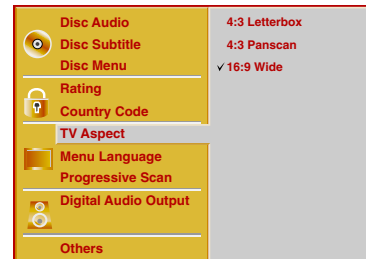 Disc Audio
Disc Subtitle
Disc Menu
Rating
Country Code
TV Aspect
Menu Language
Progressive Scan
Digital Audio Output
Others
4:3 Letterbox
4:3 Panscan
✓ 16:9 Wide